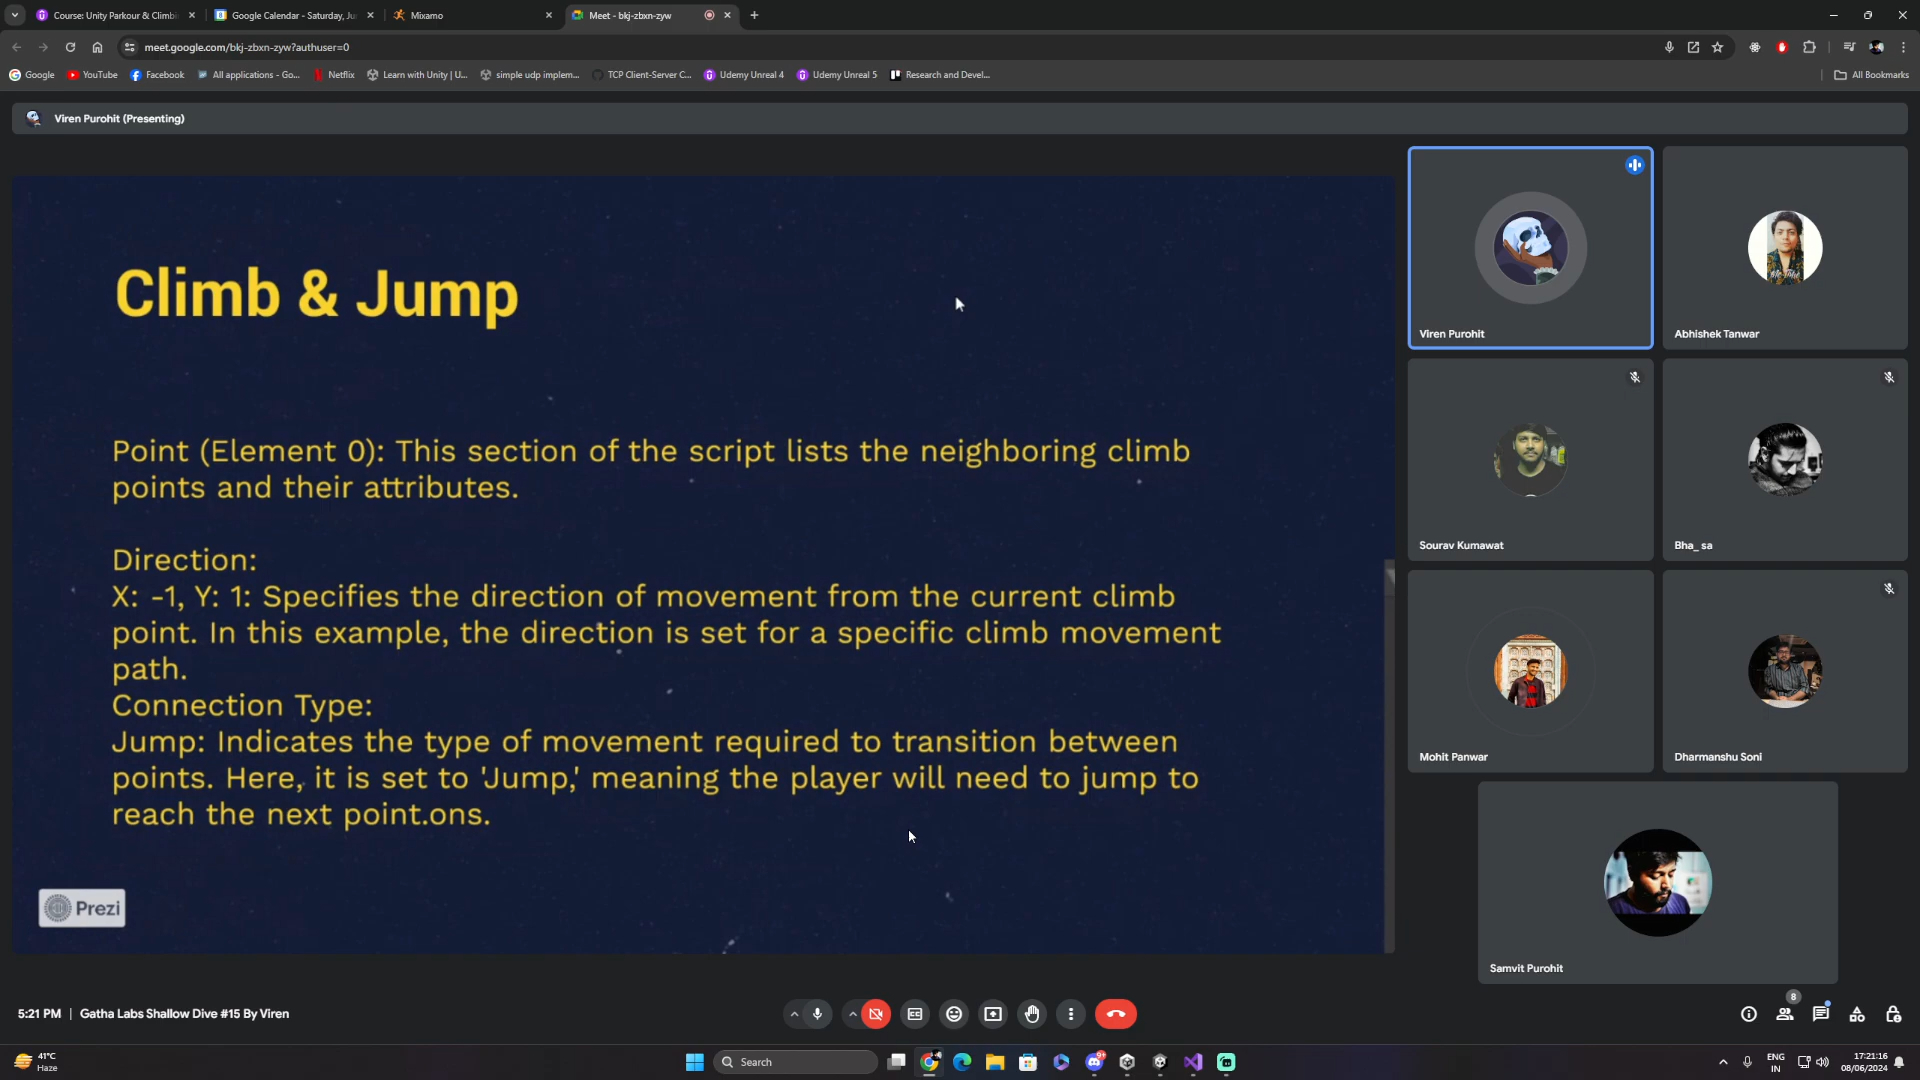 Course: Unity Parkour & Climbi
Google Calendar - Saturday, Ju
Mixamo
Meet - bkj-zbxn-zyw
meet.google.com/bkj-zbxn-zyw?authuser=0
Google
YouTube
Facebook
All applications - Go...
Netflix
Learn with Unity | U...
simple udp implem...
TCP Client-Server C...
Udemy Unreal 4
Udemy Unreal 5
Research and Devel...
All Bookmarks
Viren Purohit (Presenting)
Climb & Jump
Point (Element 0): This section of the script lists the neighboring climb
points and their attributes.
Direction:
X: -1, Y: 1: Specifies the direction of movement from the current climb
point. In this example, the direction is set for a specific climb movement
path.
Connection Type:
Jump: Indicates the type of movement required to transition between
points. Here, it is set to 'Jump,' meaning the player will need to jump to
reach the next point.ons.
Prezi
Viren Purohit
Abhishek Tanwar
Sourav Kumawat
Bha_ sa
Mohit Panwar
Dharmanshu Soni
Samvit Purohit
5:21 PM | Gatha Labs Shallow Dive #15 By Viren
8
41°C
Haze
Search
ENG
IN
17:21:16
08/06/2024